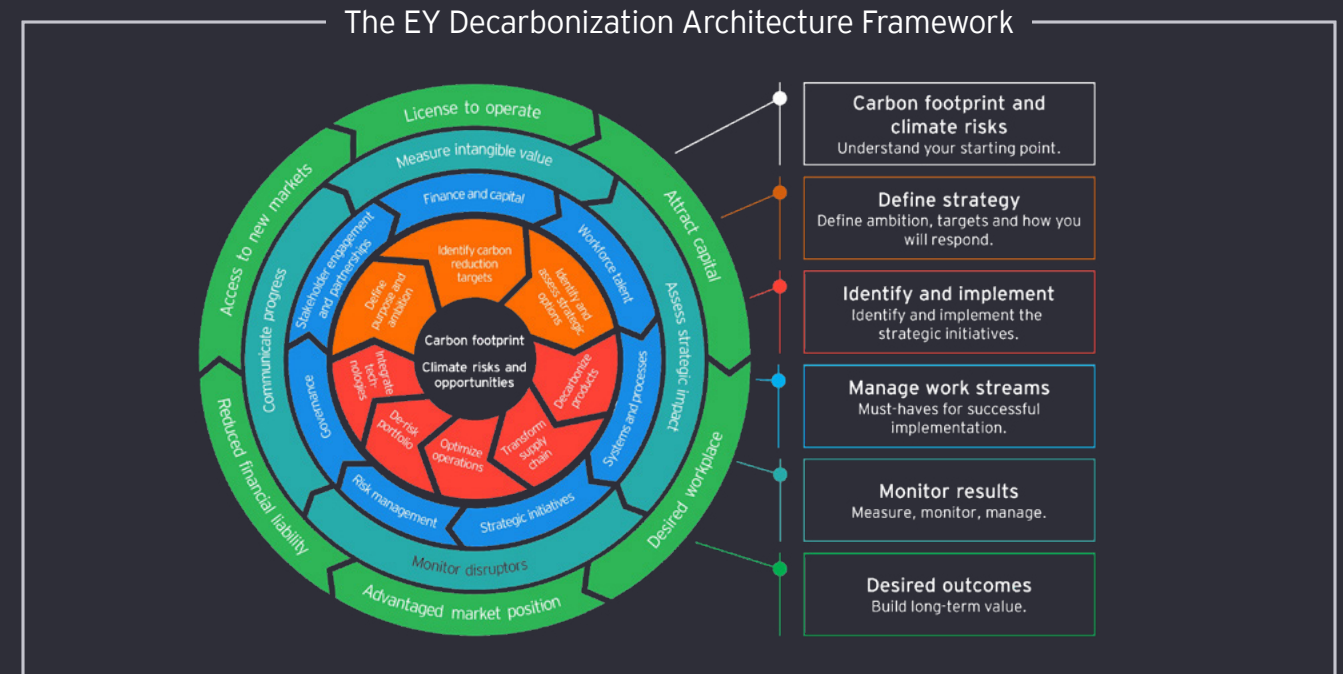 The EY Decarbonization Architecture Framework
License to operate
Attract capital
Desired workplace
Advantaged market position
Reduced financial liability
Access to new markets
Measure intangible value
Assess strategic impact
Monitor disruptors
Communicate progress
Finance and capital
Workforce talent
Systems and processes
Strategic initiatives
Risk management
Governance
Stakeholder engagement
and partnerships
Identify carbon
reduction
targets
Identify and
assess strategic
options
Decarbonize
products
Transform
supply
chain
Optimize
operations
De-risk
portfolio
Integrate
tech-
nologies
Define
purpose and
ambition
Carbon footprint
Climate risks and
opportunities
Carbon footprint and
climate risks
Understand your starting point.
Define strategy
Define ambition, targets and how you
will respond.
Identify and implement
Identify and implement the
strategic initiatives.
Manage work streams
Must-haves for successful
implementation.
Monitor results
Measure, monitor, manage.
Desired outcomes
Build long-term value.